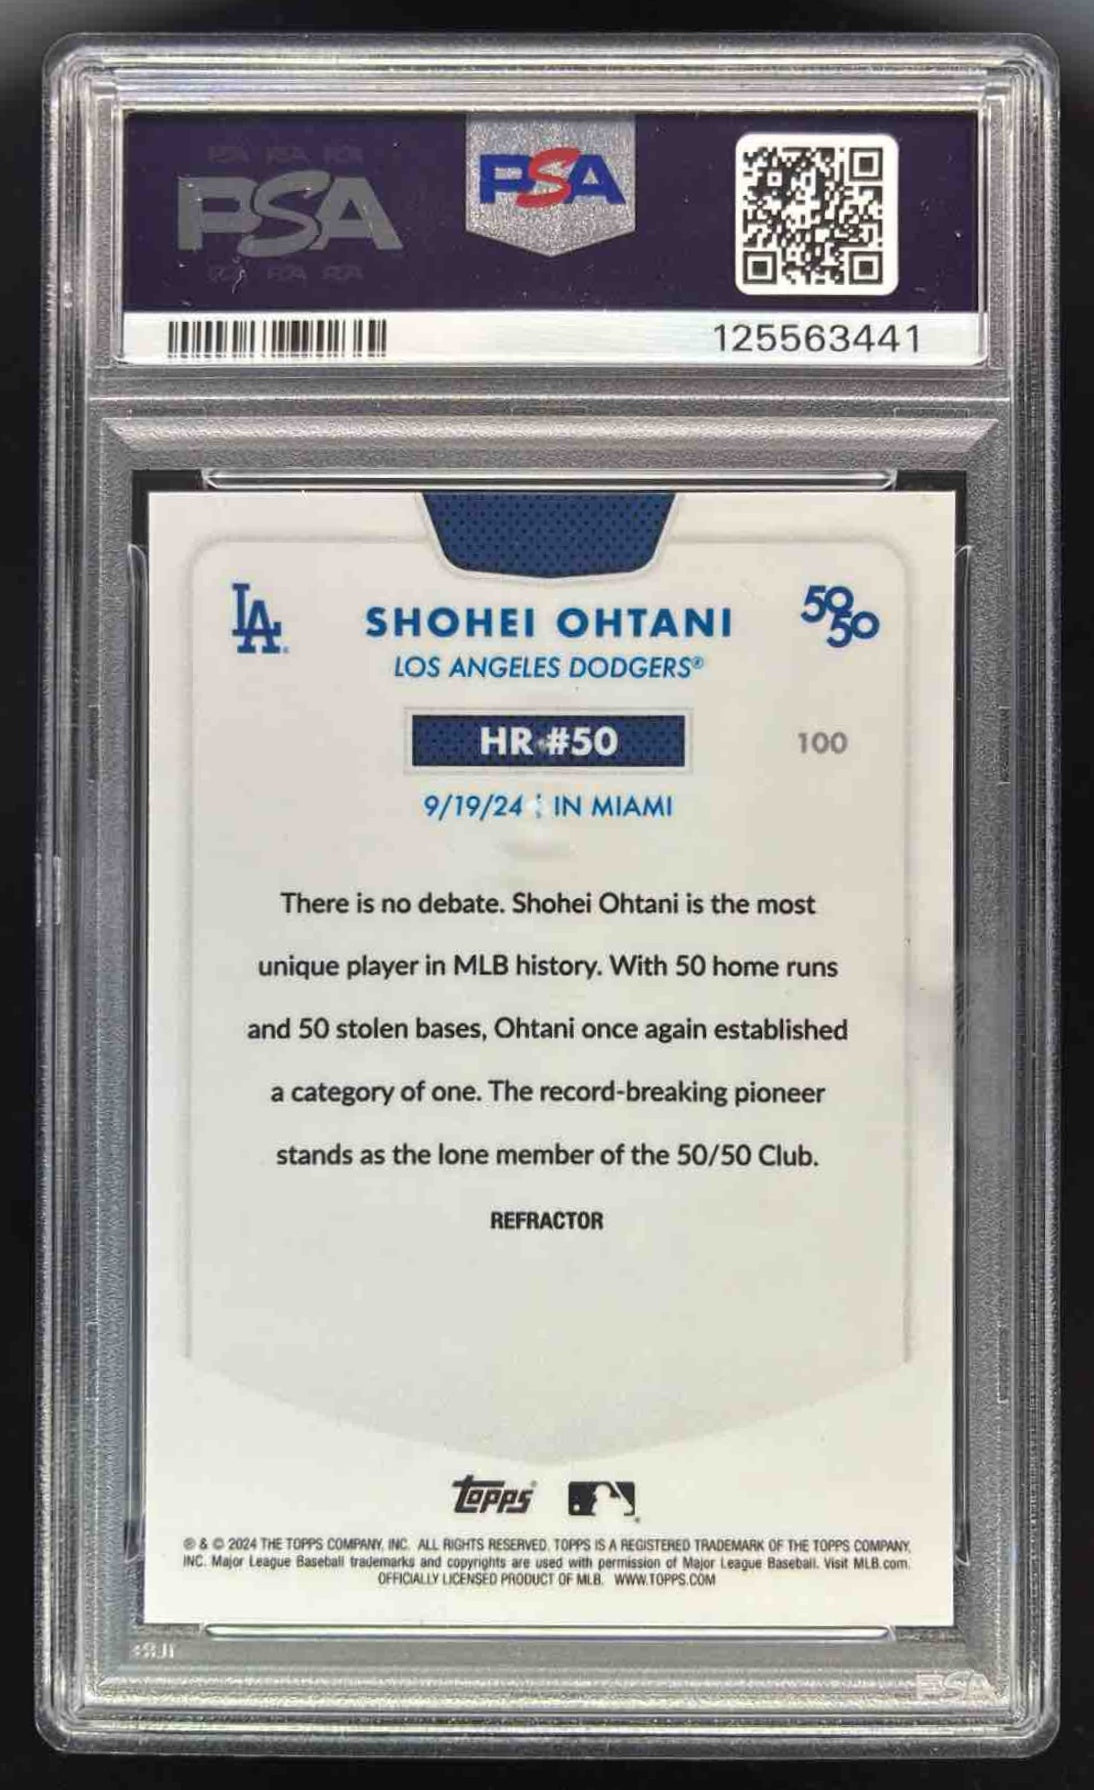 PSA PSA PSA
PSA
PSA
125563441
LA
SHOHEI OHTANI
50/50
LOS ANGELES DODGERS®
HR #50
100
9/19/24 ¦ IN MIAMI
There is no debate. Shohei Ohtani is the most
unique player in MLB history. With 50 home runs
and 50 stolen bases, Ohtani once again established
a category of one. The record-breaking pioneer
stands as the lone member of the 50/50 Club.
REFRACTOR
Topps
® & © 2024 THE TOPPS COMPANY, INC. ALL RIGHTS RESERVED. TOPPS IS A REGISTERED TRADEMARK OF THE TOPPS COMPANY,
INC. Major League Baseball trademarks and copyrights are used with permission of Major League Baseball. Visit MLB.com.
OFFICIALLY LICENSED PRODUCT OF MLB. WWW.TOPPS.COM
PSA